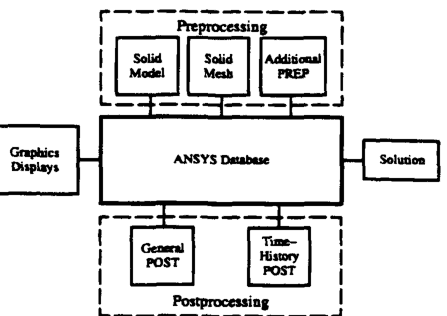 Preprocessing
Solid
Model
Solid
Mesh
Additional
PREP
Graphics
Displays
ANSYS Database
Solution
General
POST
Time-
History
POST
Postprocessing